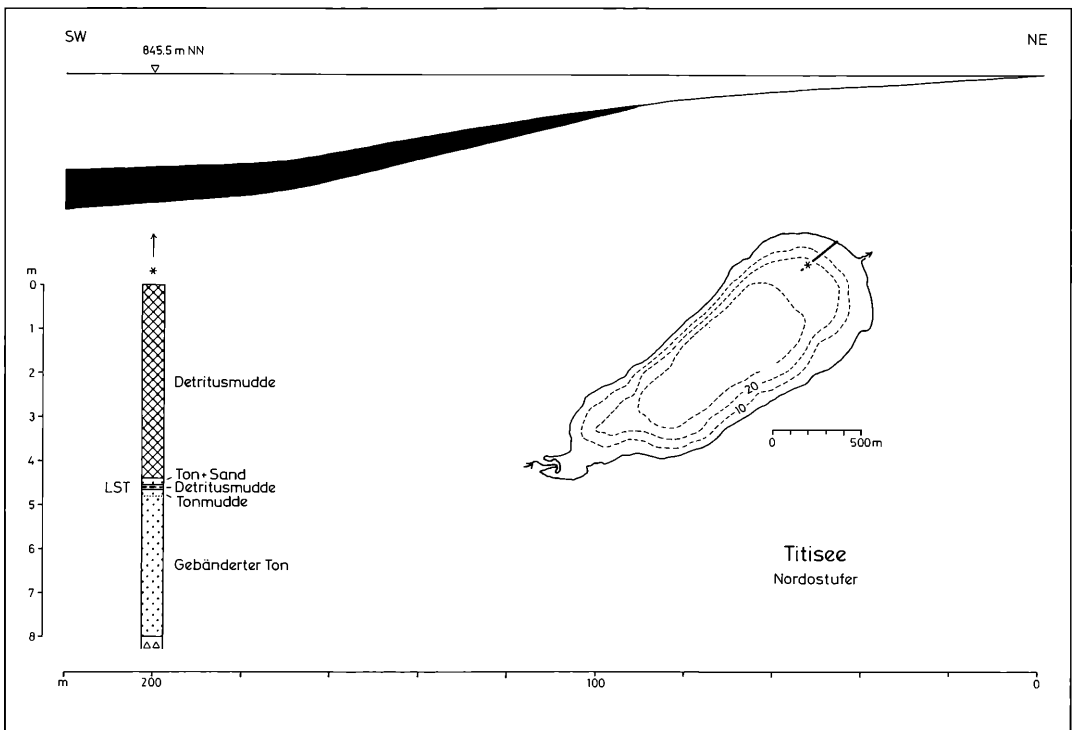 SW
NE
845.5 m NN
m
0
1
2
3
4
5
6
7
8
Detritusmudde
Ton + Sand
LST
Detritusmudde
Tonmudde
Gebänderter Ton
20
10
0
500m
Titisee
Nordostufer
m
200
100
0